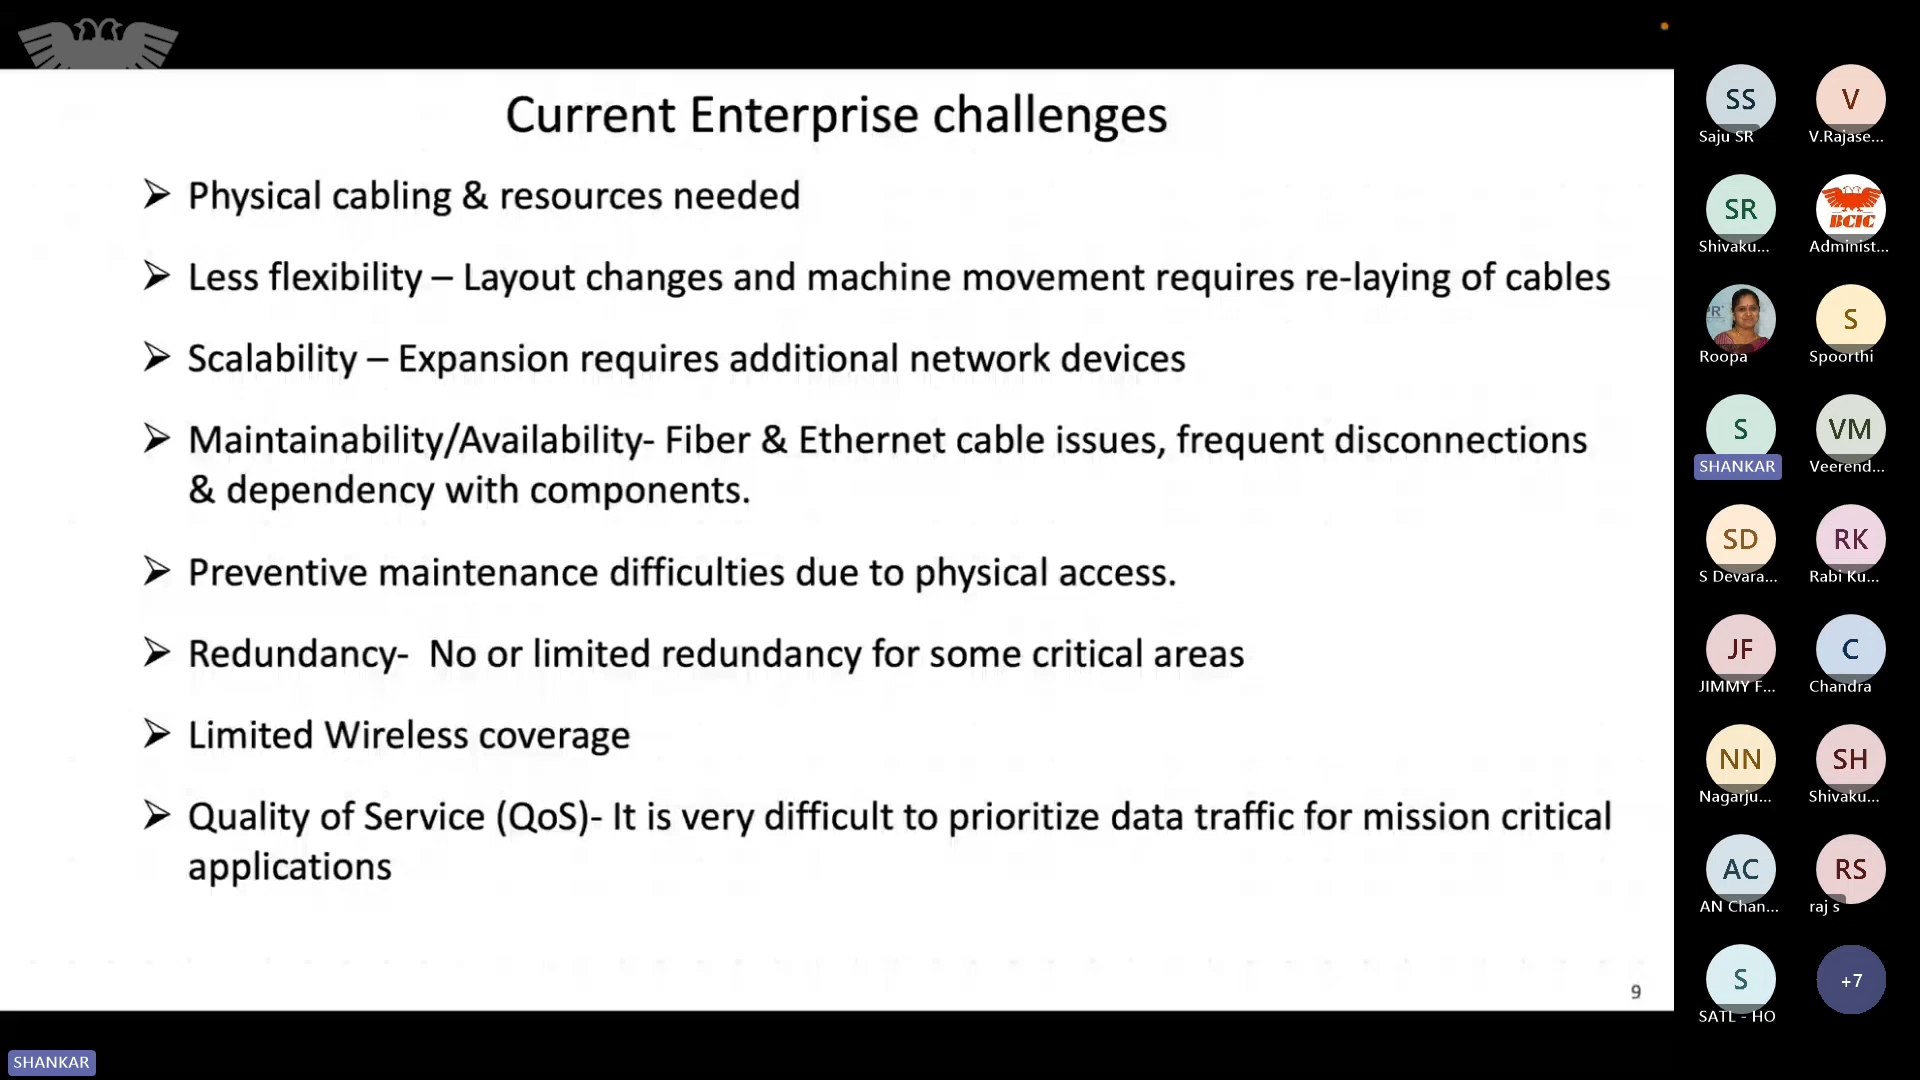 Current Enterprise challenges
➢ Physical cabling & resources needed
➢ Less flexibility – Layout changes and machine movement requires re-laying of cables
➢ Scalability – Expansion requires additional network devices
➢ Maintainability/Availability- Fiber & Ethernet cable issues, frequent disconnections
& dependency with components.
➢ Preventive maintenance difficulties due to physical access.
➢ Redundancy- No or limited redundancy for some critical areas
➢ Limited Wireless coverage
➢ Quality of Service (QoS)- It is very difficult to prioritize data traffic for mission critical
applications
9
SHANKAR
SS
Saju SR
V
V.Rajase...
SR
Shivaku...
BCIC
Administ...
PR
Roopa
S
Spoorthi
S
SHANKAR
VM
Veerend...
SD
S Devara...
RK
Rabi Ku...
JF
JIMMY F...
C
Chandra
NN
Nagarju...
SH
Shivaku...
AC
AN Chan...
RS
raj s
S
SATL - HO
+7